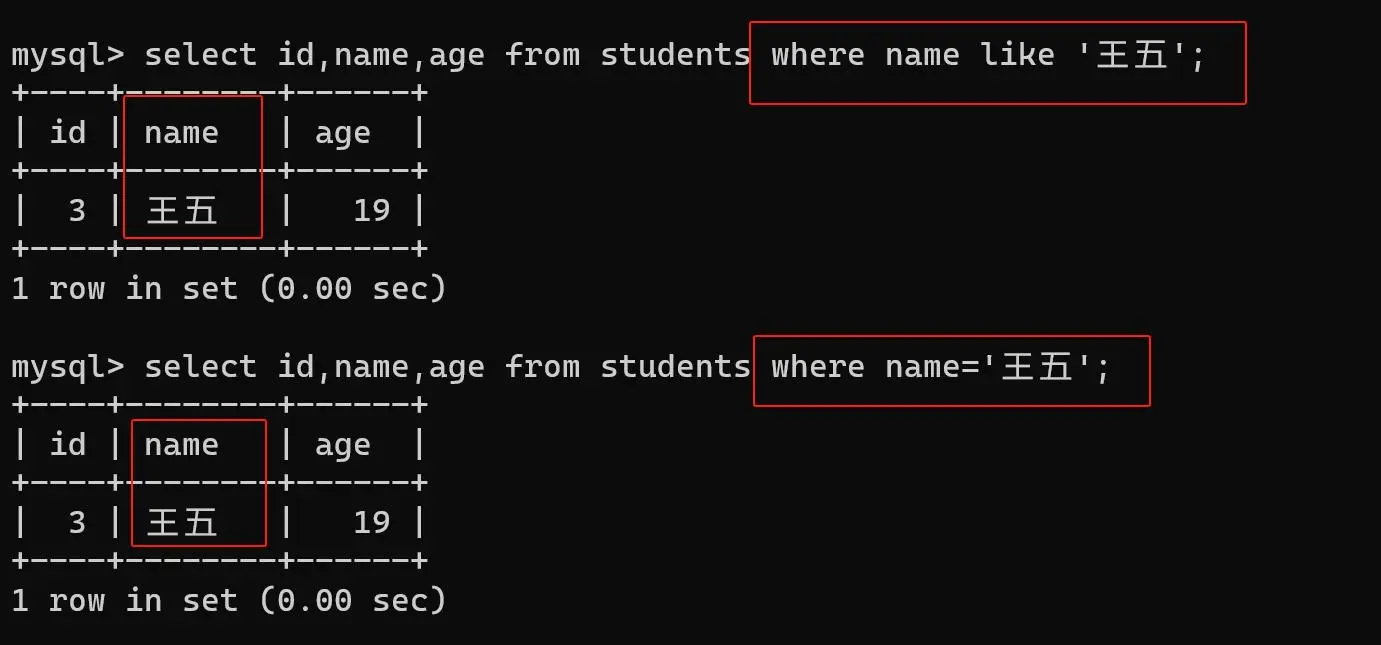 mysql> select id,name,age from students where name like '王五';
+----+--------+------+
| id | name   | age  |
+----+--------+------+
|  3 | 王五   |   19 |
+----+--------+------+
1 row in set (0.00 sec)
mysql> select id,name,age from students where name='王五';
+----+--------+------+
| id | name   | age  |
+----+--------+------+
|  3 | 王五   |   19 |
+----+--------+------+
1 row in set (0.00 sec)